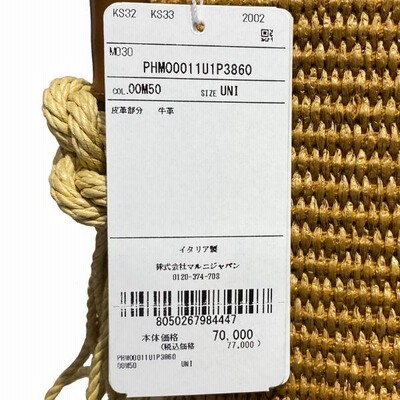 KS32 KS33 2002
M030
PHMO0011U1P3860
COL.00M50 SIZE UNI
皮革部分 牛革
イタリア製
株式会社マルニジャパン
0120-374-703
8050267984447
本体価格 70,000
(税込価格 77,000)
PHMO0011U1P3860
00M50 UNI